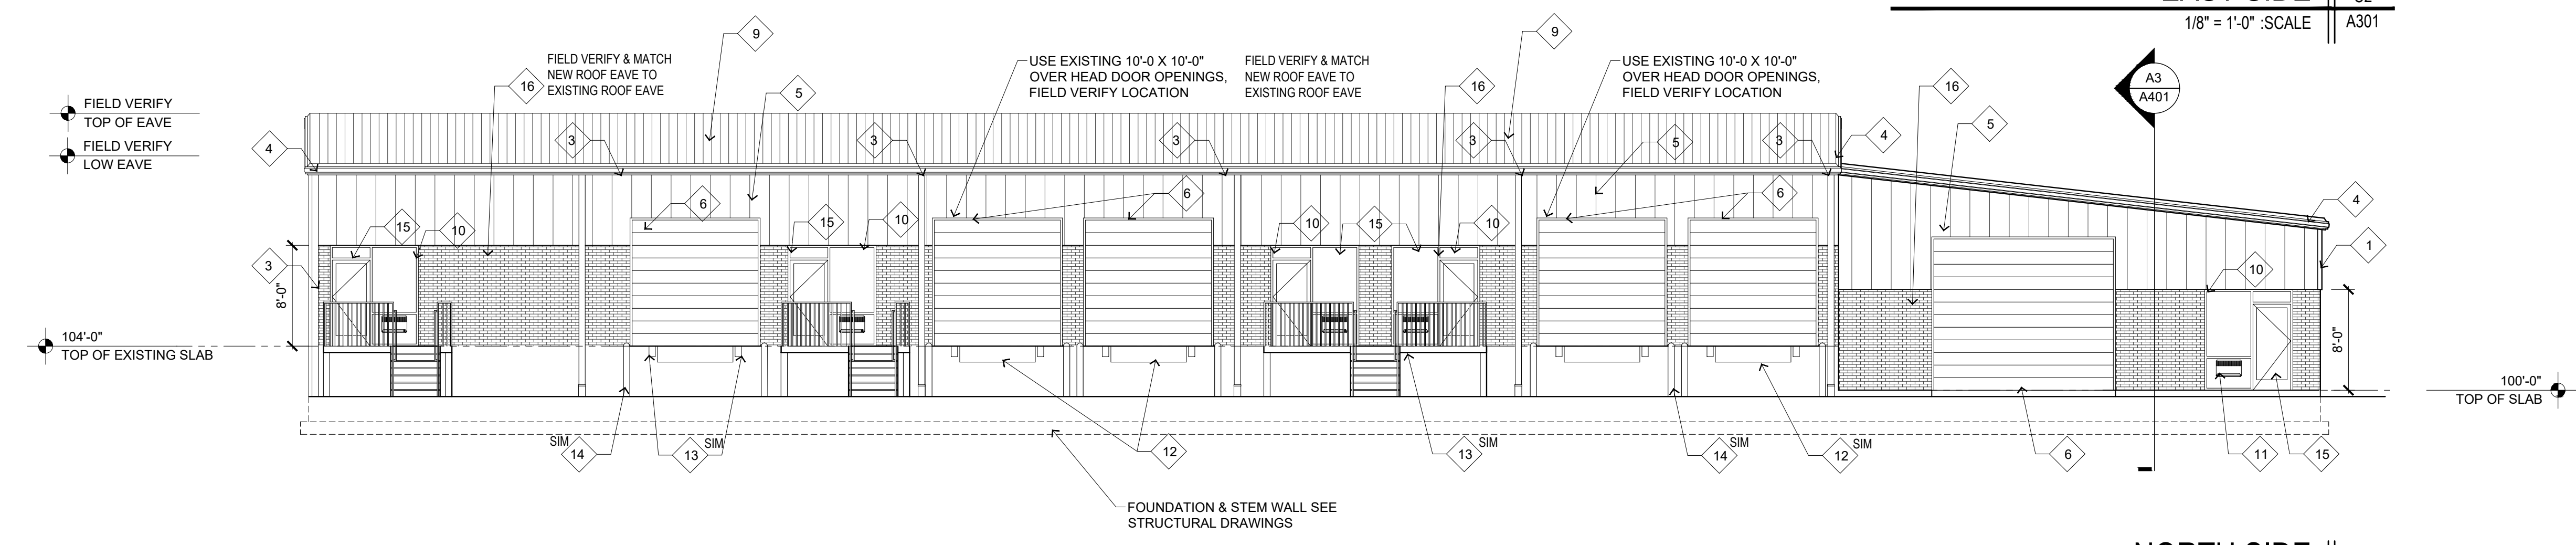 1/8" = 1'-0" :SCALE
A301
9
9
FIELD VERIFY & MATCH
NEW ROOF EAVE TO
EXISTING ROOF EAVE
16
5
USE EXISTING 10'-0 X 10'-0"
OVER HEAD DOOR OPENINGS,
FIELD VERIFY LOCATION
FIELD VERIFY & MATCH
NEW ROOF EAVE TO
EXISTING ROOF EAVE
16
USE EXISTING 10'-0 X 10'-0"
OVER HEAD DOOR OPENINGS,
FIELD VERIFY LOCATION
A3
A401
16
5
FIELD VERIFY
TOP OF EAVE
FIELD VERIFY
LOW EAVE
4
3
3
3
3
5
3
4
6
6
6
4
15
10
15
10
10
15
10
1
3
8'-0"
10
8'-0"
104'-0"
TOP OF EXISTING SLAB
100'-0"
TOP OF SLAB
SIM
14
13
SIM
12
13
SIM
14
SIM
12
SIM
6
11
15
FOUNDATION & STEM WALL SEE
STRUCTURAL DRAWINGS
NORTH SIDE